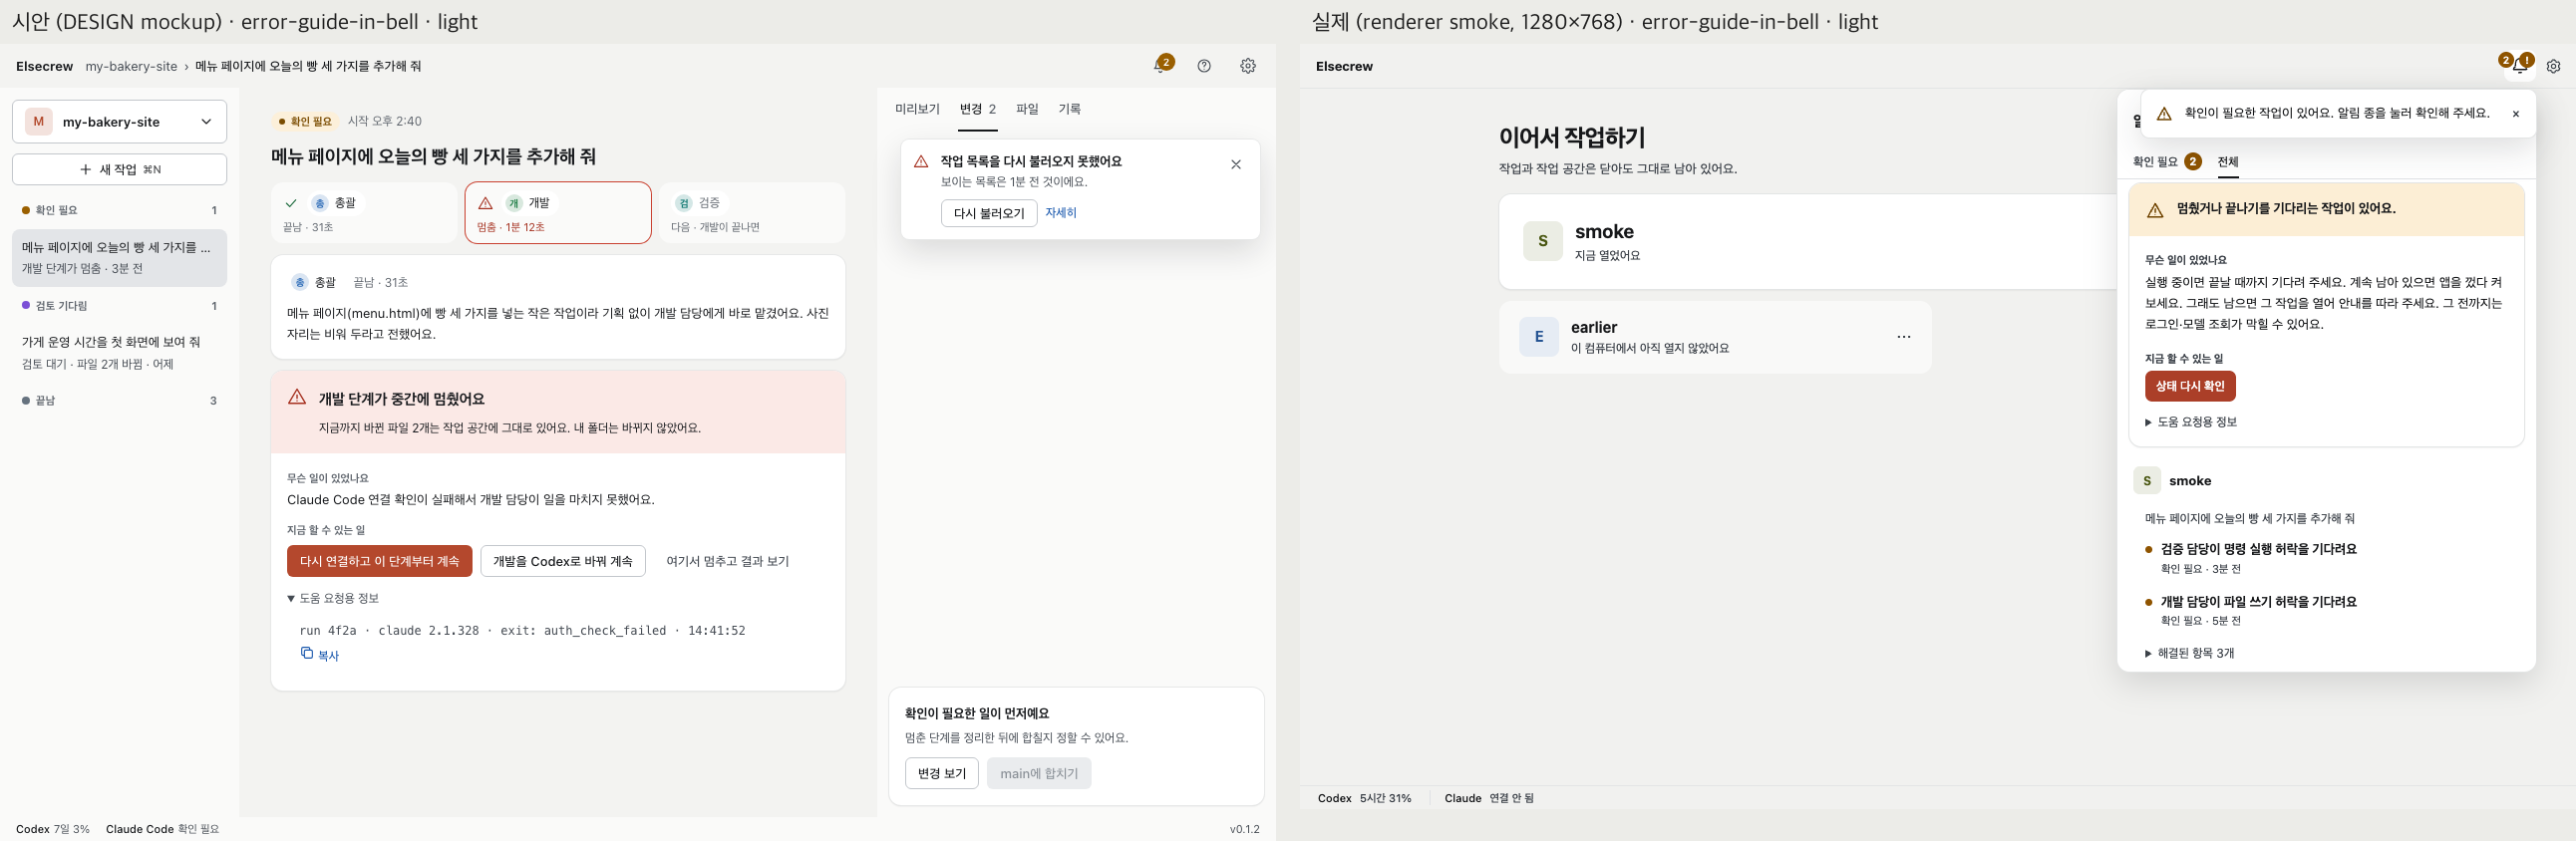 시안 (DESIGN mockup) · error-guide-in-bell · light
Elsecrew my-bakery-site › 메뉴 페이지에 오늘의 빵 세 가지를 추가해 줘
2
M my-bakery-site
+ 새 작업 ⌘N
확인 필요 1
메뉴 페이지에 오늘의 빵 세 가지를 ...
개발 단계가 멈춤 · 3분 전
검토 기다림 1
가게 운영 시간을 첫 화면에 보여 줘
검토 대기 · 파일 2개 바뀜 · 어제
끝남 3
확인 필요 시작 오후 2:40
메뉴 페이지에 오늘의 빵 세 가지를 추가해 줘
총 총괄
끝남 · 31초
개 개발
멈춤 · 1분 12초
검 검증
다음 · 개발이 끝나면
총 총괄 끝남 · 31초
메뉴 페이지(menu.html)에 빵 세 가지를 넣는 작은 작업이라 기획 없이 개발 담당에게 바로 맡겼어요. 사진
자리는 비워 두라고 전했어요.
개발 단계가 중간에 멈췄어요
지금까지 바뀐 파일 2개는 작업 공간에 그대로 있어요. 내 폴더는 바뀌지 않았어요.
무슨 일이 있었나요
Claude Code 연결 확인이 실패해서 개발 담당이 일을 마치지 못했어요.
지금 할 수 있는 일
다시 연결하고 이 단계부터 계속 개발을 Codex로 바꿔 계속 여기서 멈추고 결과 보기
▼ 도움 요청용 정보
run 4f2a · claude 2.1.328 · exit: auth_check_failed · 14:41:52
복사
미리보기 변경 2 파일 기록
작업 목록을 다시 불러오지 못했어요
보이는 목록은 1분 전 것이에요.
다시 불러오기 자세히
확인이 필요한 일이 먼저예요
멈춘 단계를 정리한 뒤에 합칠지 정할 수 있어요.
변경 보기 main에 합치기
Codex 7일 3% Claude Code 확인 필요 v0.1.2
실제 (renderer smoke, 1280×768) · error-guide-in-bell · light
Elsecrew
2 !
이어서 작업하기
작업과 작업 공간은 닫아도 그대로 남아 있어요.
S smoke
지금 열었어요
E earlier
이 컴퓨터에서 아직 열지 않았어요
...
확인이 필요한 작업이 있어요. 알림 종을 눌러 확인해 주세요. ×
확인 필요 2 전체
멈췄거나 끝나기를 기다리는 작업이 있어요.
무슨 일이 있었나요
실행 중이면 끝날 때까지 기다려 주세요. 계속 남아 있으면 앱을 껐다 켜
보세요. 그래도 남으면 그 작업을 열어 안내를 따라 주세요. 그 전까지는
로그인·모델 조회가 막힐 수 있어요.
지금 할 수 있는 일
상태 다시 확인
▶ 도움 요청용 정보
S smoke
메뉴 페이지에 오늘의 빵 세 가지를 추가해 줘
검증 담당이 명령 실행 허락을 기다려요
확인 필요 · 3분 전
개발 담당이 파일 쓰기 허락을 기다려요
확인 필요 · 5분 전
▶ 해결된 항목 3개
Codex 5시간 31% Claude 연결 안 됨